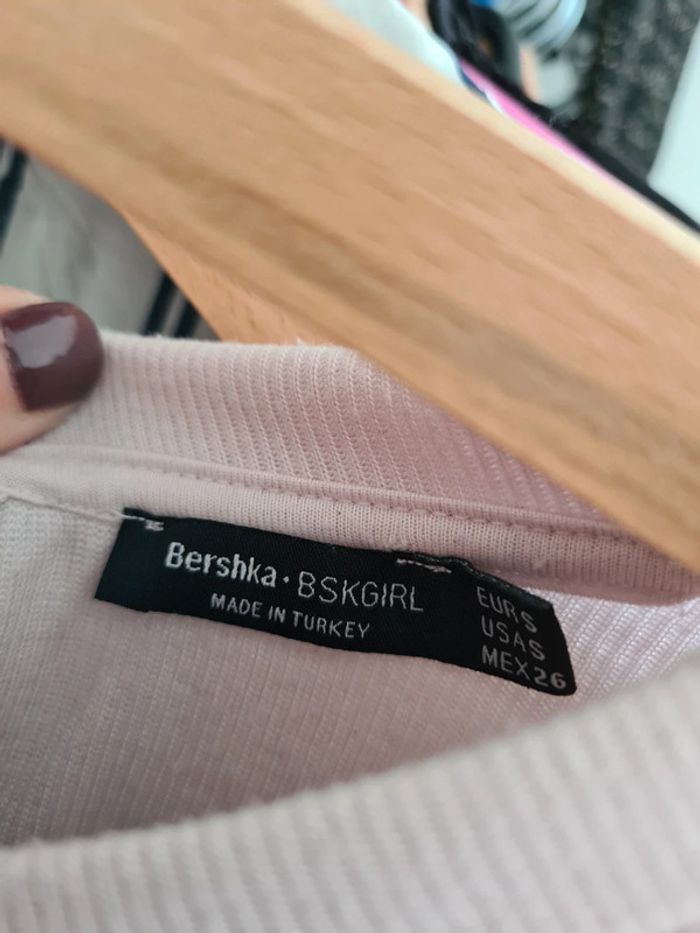 Bershka · BSKGIRL
MADE IN TURKEY
EUR S
USA S
MEX 26